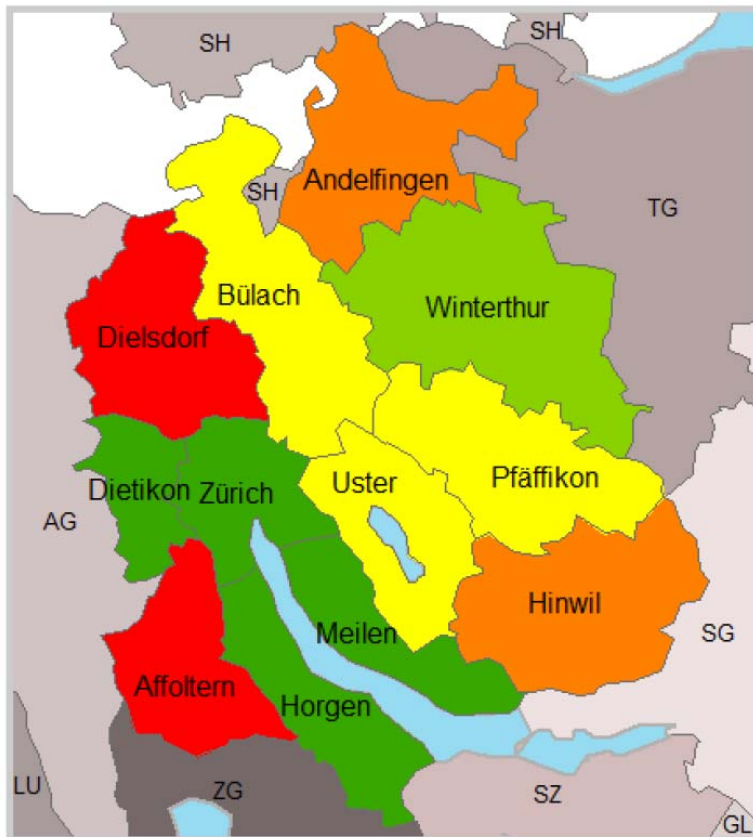 SH
SH
SH
Andelfingen
TG
Bülach
Winterthur
Dielsdorf
Dietikon
Zürich
Uster
Pfäffikon
AG
Hinwil
Meilen
SG
Affoltern
Horgen
LU
ZG
SZ
GL